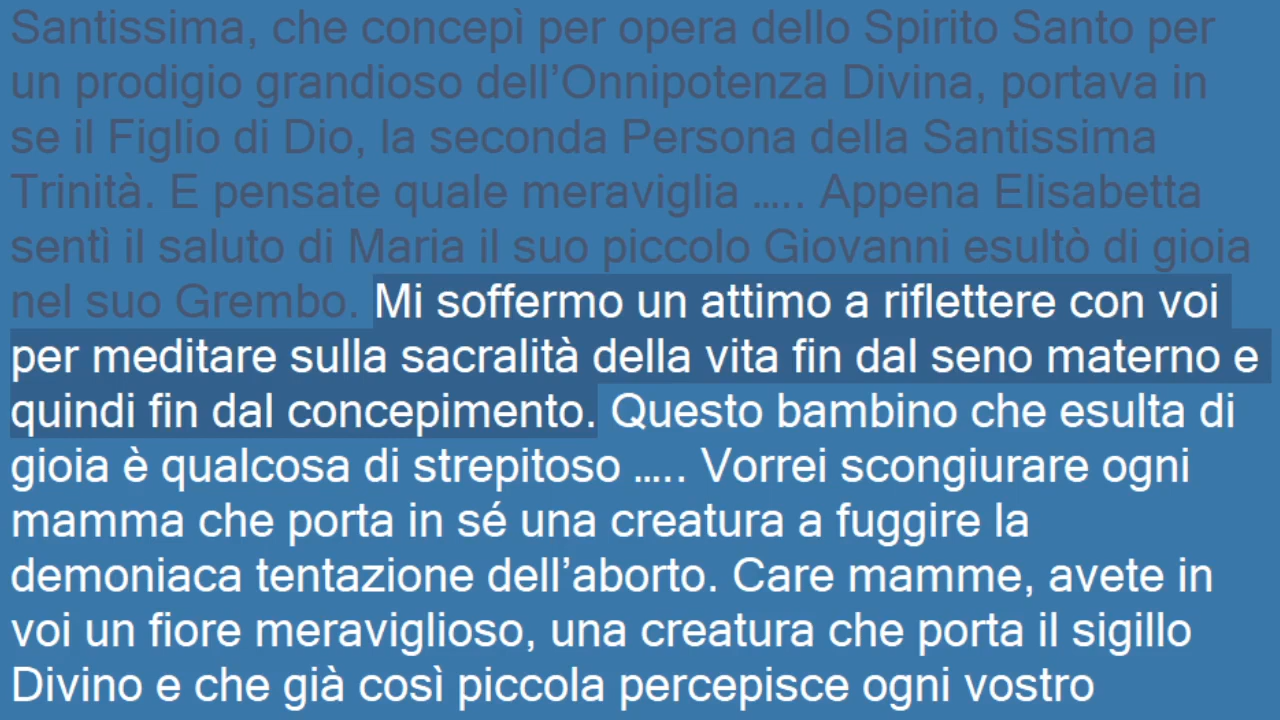 Santissima, che concepì per opera dello Spirito Santo per
un prodigio grandioso dell’Onnipotenza Divina, portava in
se il Figlio di Dio, la seconda Persona della Santissima
Trinità. E pensate quale meraviglia ….. Appena Elisabetta
sentì il saluto di Maria il suo piccolo Giovanni esultò di gioia
nel suo Grembo. Mi soffermo un attimo a riflettere con voi
per meditare sulla sacralità della vita fin dal seno materno e
quindi fin dal concepimento. Questo bambino che esulta di
gioia è qualcosa di strepitoso ….. Vorrei scongiurare ogni
mamma che porta in sé una creatura a fuggire la
demoniaca tentazione dell’aborto. Care mamme, avete in
voi un fiore meraviglioso, una creatura che porta il sigillo
Divino e che già così piccola percepisce ogni vostro